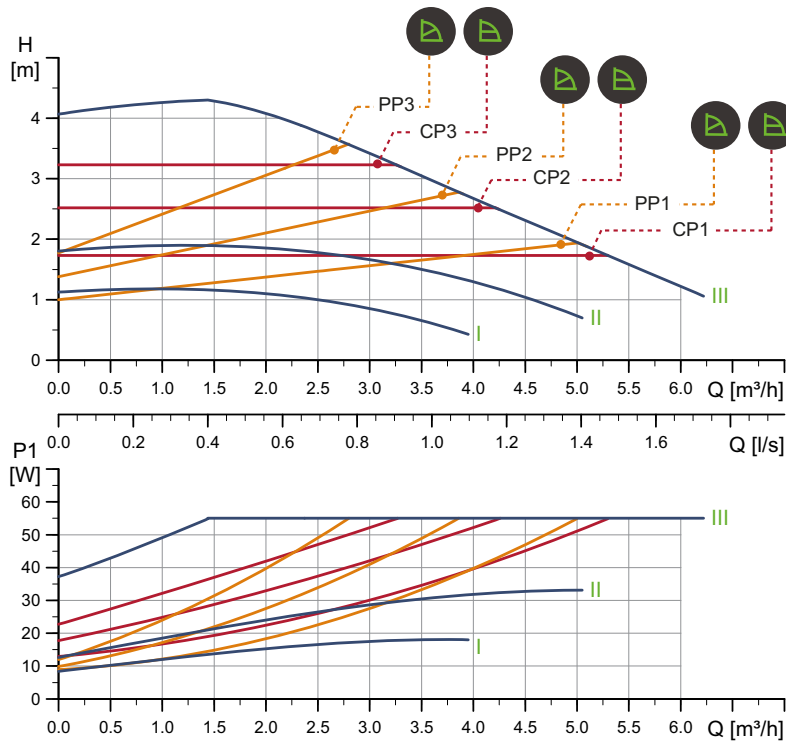 H
[m]
4
3
2
1
0
PP3
CP3
PP2
CP2
PP1
CP1
III
II
I
0.0 0.5 1.0 1.5 2.0 2.5 3.0 3.5 4.0 4.5 5.0 5.5 6.0 Q [m³/h]
0.0 0.2 0.4 0.6 0.8 1.0 1.2 1.4 1.6 Q [l/s]
P1
[W]
60
50
40
30
20
10
0
III
II
I
0.0 0.5 1.0 1.5 2.0 2.5 3.0 3.5 4.0 4.5 5.0 5.5 6.0 Q [m³/h]